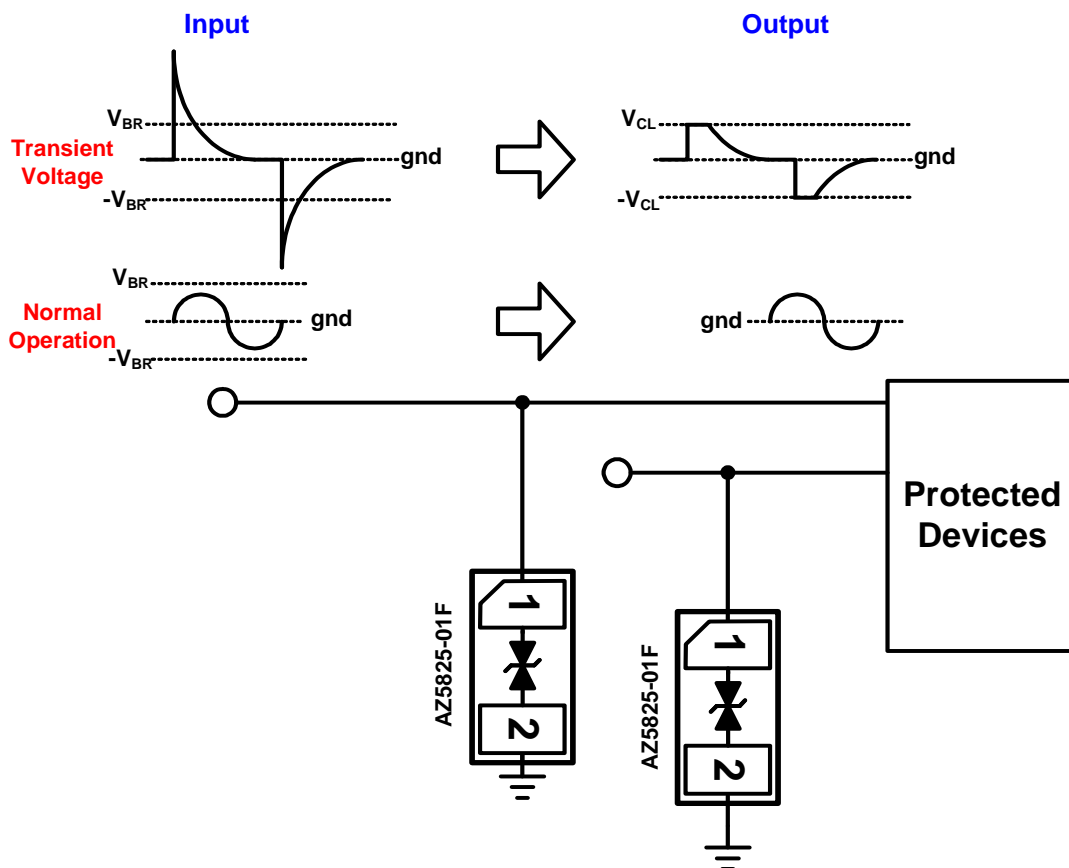 Input
Output
VBR
Transient
Voltage
gnd
-VBR
VCL
gnd
-VCL
VBR
Normal
Operation
gnd
-VBR
gnd
Protected
Devices
AZ5825-01F
1
2
AZ5825-01F
1
2